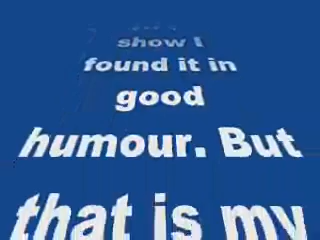 show I
found it in
good
humour. But
that is my